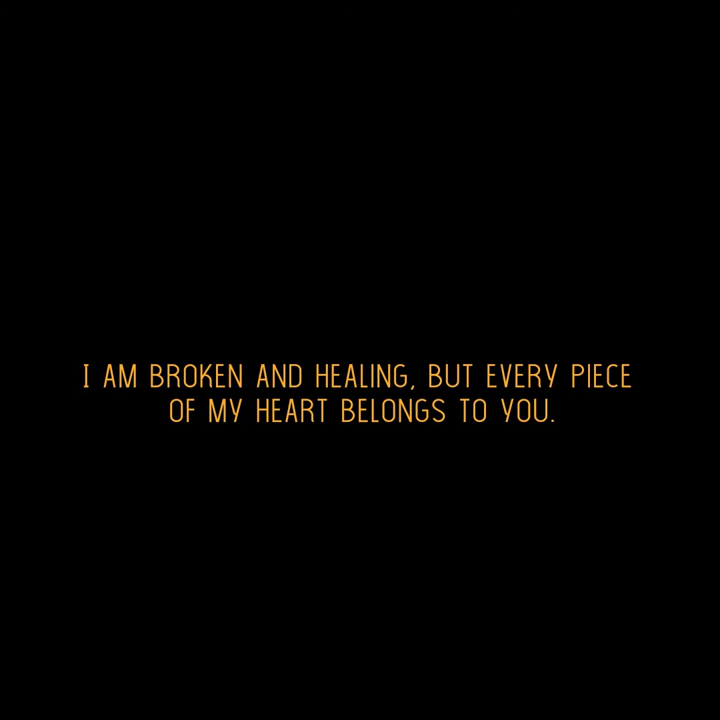 I AM BROKEN AND HEALING, BUT EVERY PIECE
OF MY HEART BELONGS TO YOU.